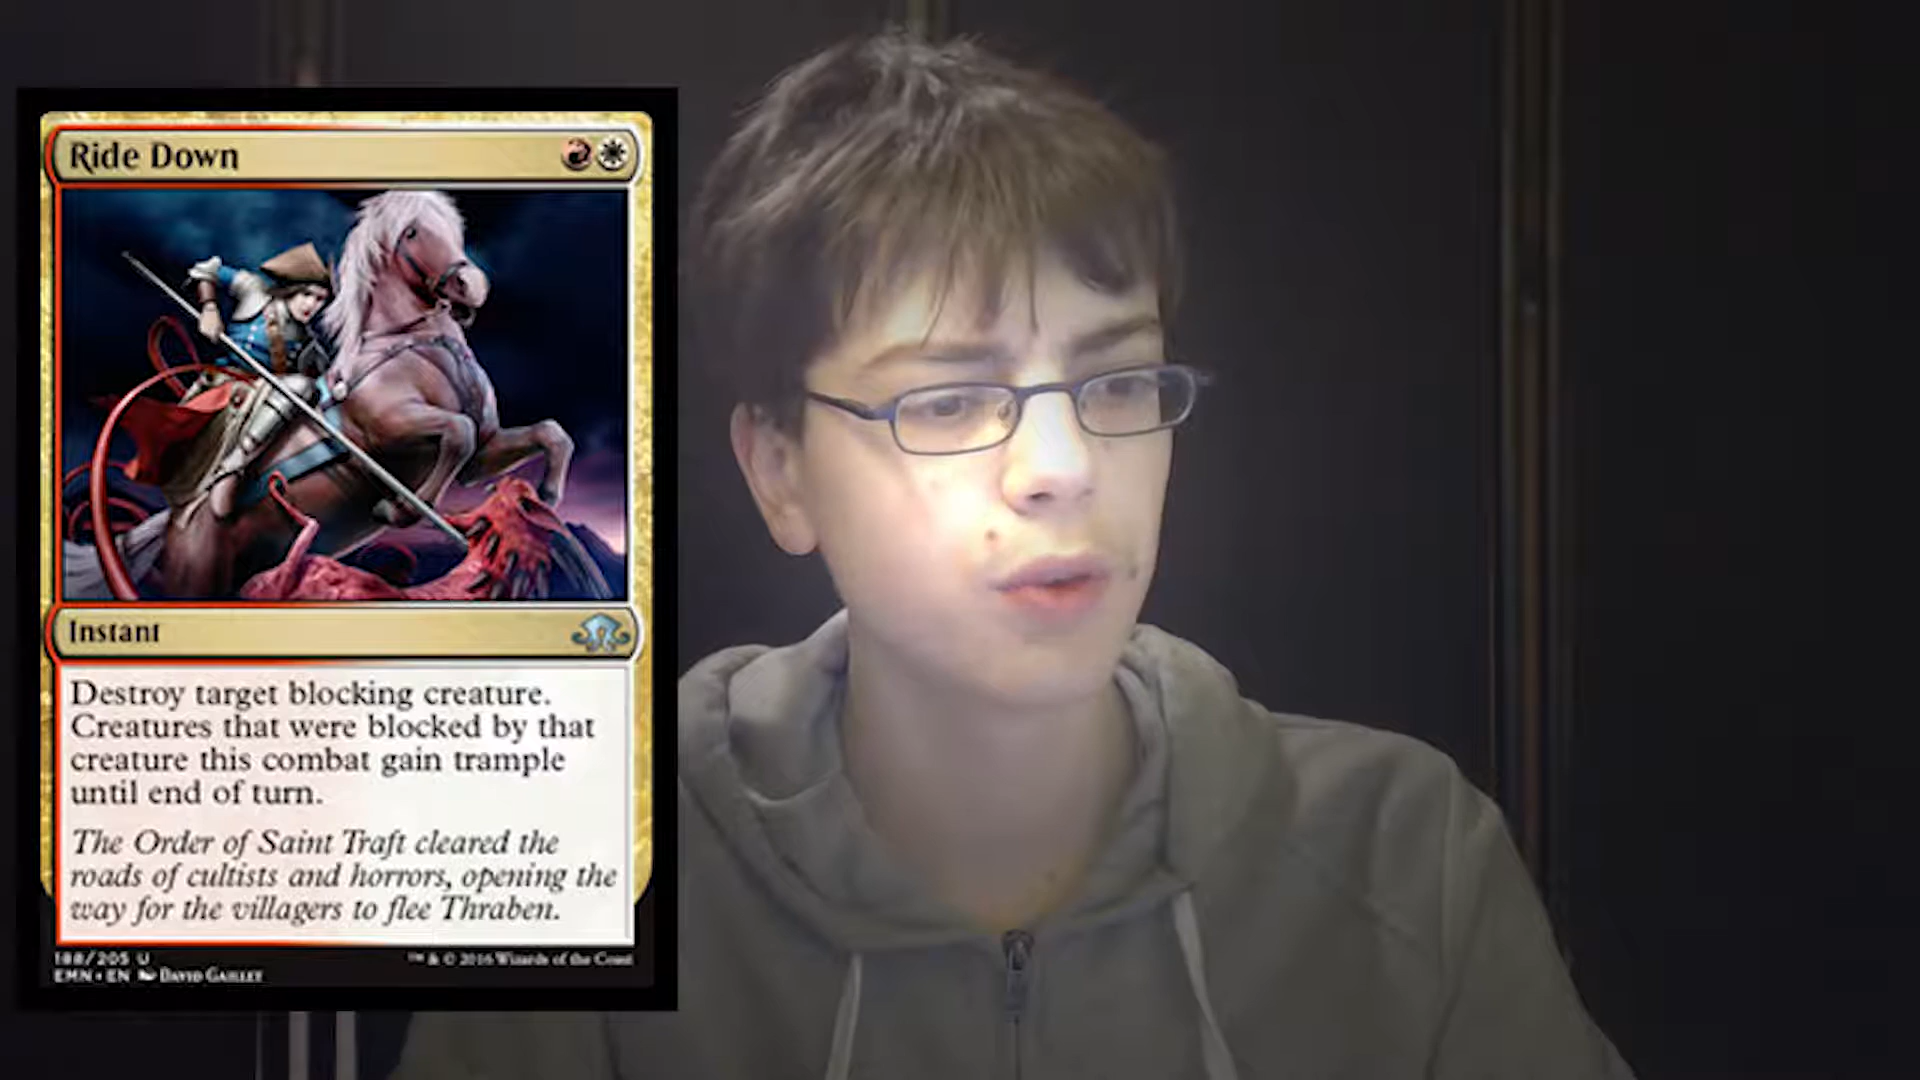 Ride Down
Instant
Destroy target blocking creature.
Creatures that were blocked by that
creature this combat gain trample
until end of turn.
The Order of Saint Traft cleared the
roads of cultists and horrors, opening the
way for the villagers to flee Thraben.
188/205 U
™ & © 2016 Wizards of the Coast
EMN • EN DAVID GAILLET